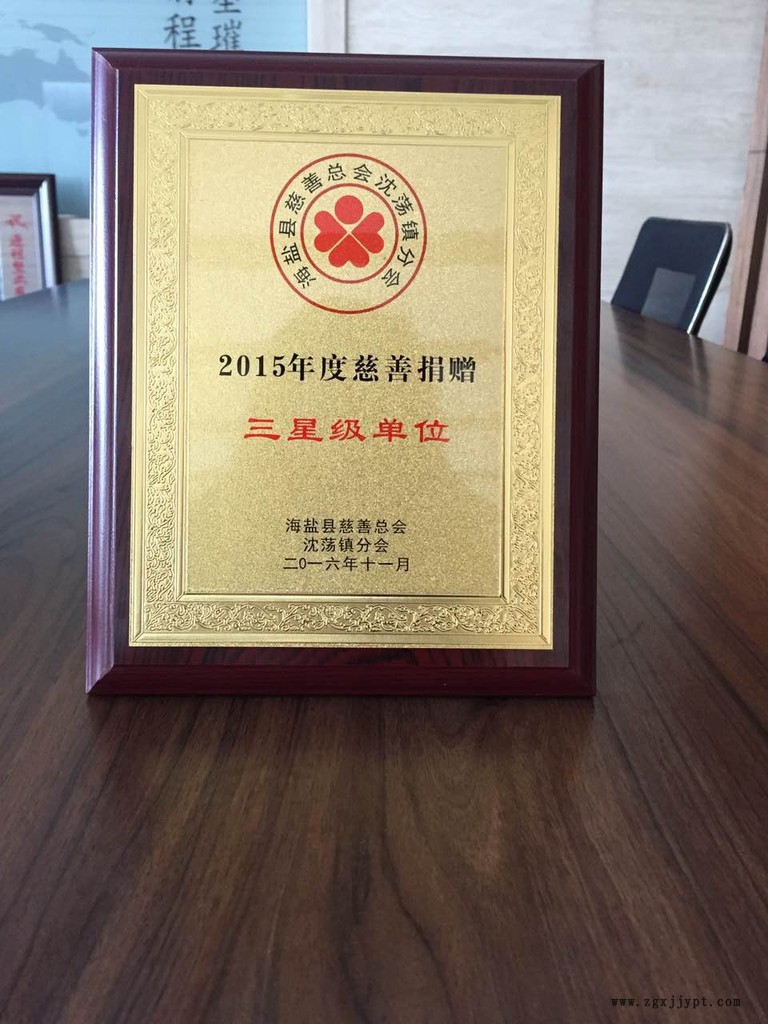 海盐县慈善总会沈荡镇分会
2015年度慈善捐赠
三星级单位
海盐县慈善总会
沈荡镇分会
二0一六年十一月
程
璀
www.zgxjjypt.com